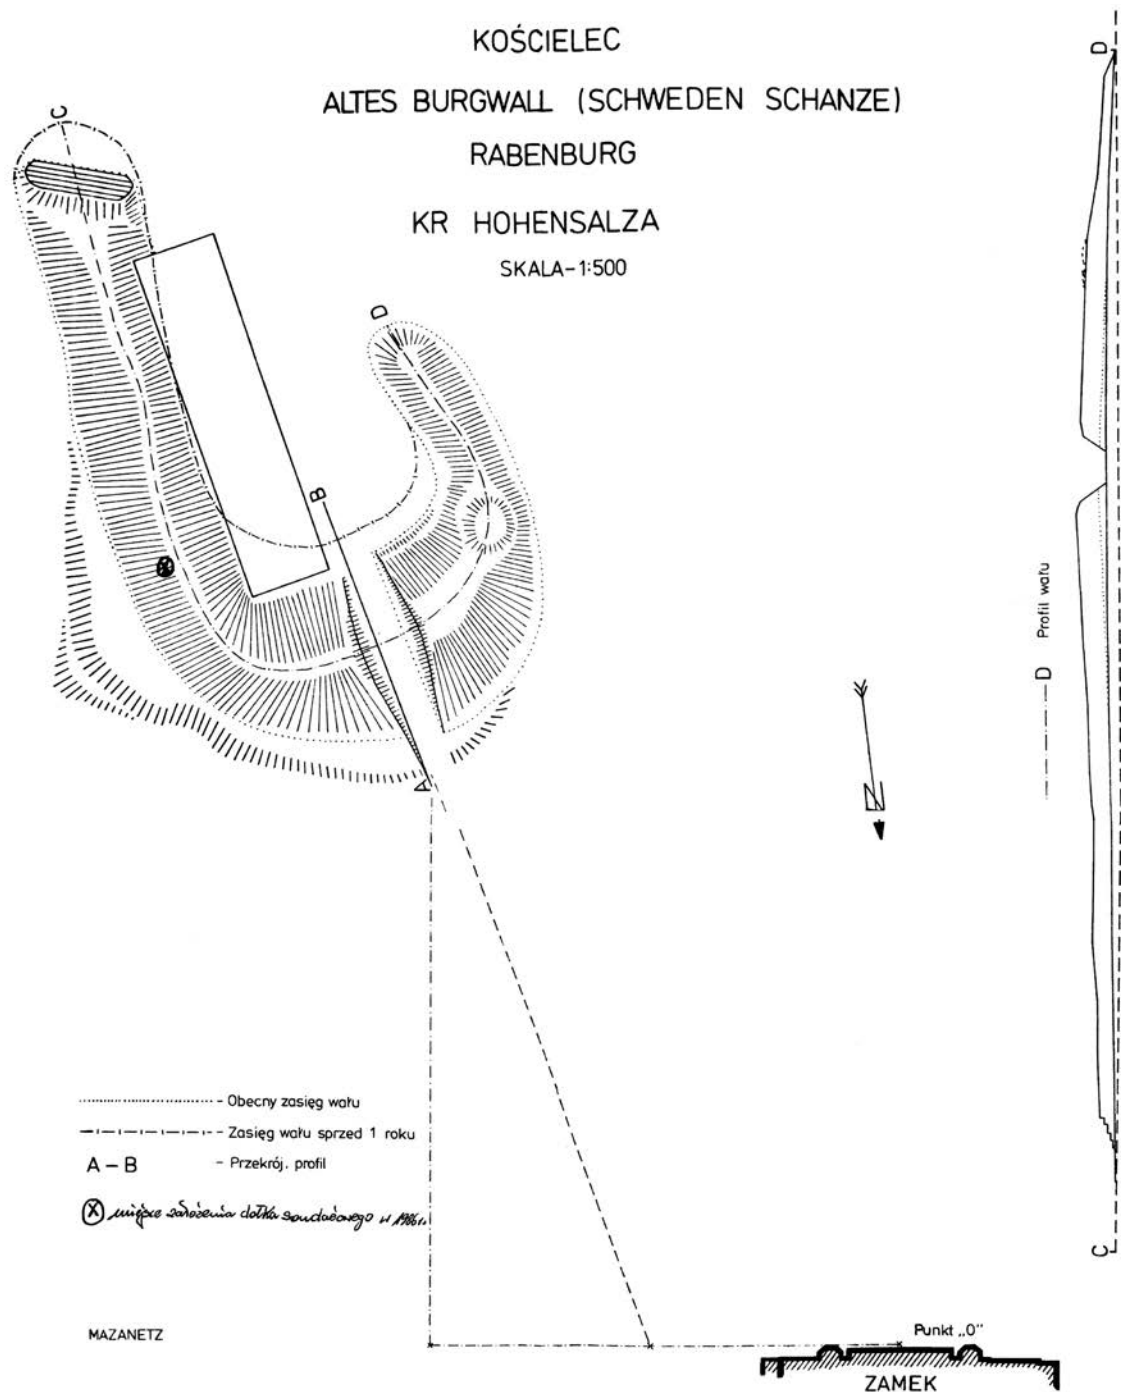 KOŚCIELEC
ALTES BURGWALL (SCHWEDEN SCHANZE)
RABENBURG
KR HOHENSALZA
SKALA-1:500
C
D
B
A
D
D Profil wału
C
N
- Obecny zasięg wału
- Zasięg wału sprzed 1 roku
A - B - Przekrój. profil
X miejsce założenia dołka sondażowego w 1986 r.
MAZANETZ
Punkt „0"
ZAMEK